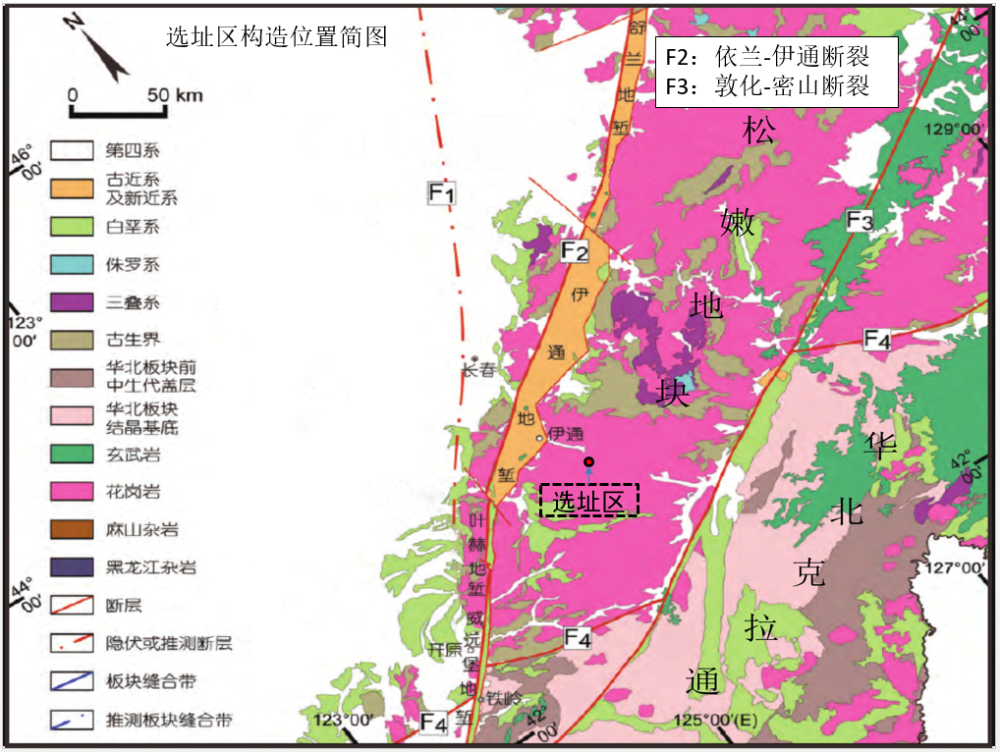 选址区构造位置简图
N
0 50 km
第四系
古近系
及新近系
白垩系
侏罗系
三叠系
古生界
华北板块前
中生代盖层
华北板块
结晶基底
玄武岩
花岗岩
麻山杂岩
黑龙江杂岩
断层
隐伏或推测断层
板块缝合带
推测板块缝合带
F2：依兰-伊通断裂
F3：敦化-密山断裂
46°
00′
123°
00′
44°
00′
44°
00′
129°00′
42°
00′
127°00′
123°00′
42°
00′
125°00′(E)
F1
F2
F3
F4
F4
F4
舒兰地堑
伊通地堑
叶赫地堑
威远堡地堑
松嫩地块
华北克拉通
长春
伊通
选址区
开原
铁岭